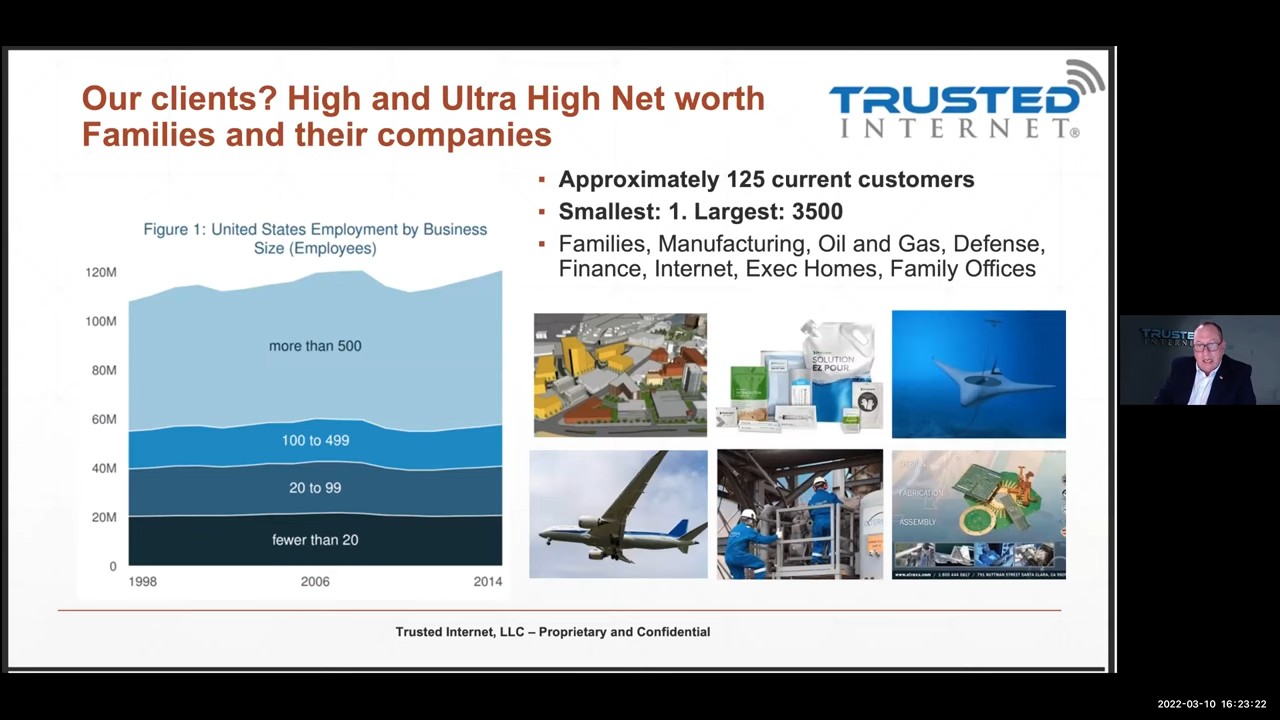 Our clients? High and Ultra High Net worth
Families and their companies
TRUSTED
INTERNET®
▪ Approximately 125 current customers
▪ Smallest: 1. Largest: 3500
▪ Families, Manufacturing, Oil and Gas, Defense,
Finance, Internet, Exec Homes, Family Offices
Figure 1: United States Employment by Business
Size (Employees)
120M
100M
80M
60M
40M
20M
0
more than 500
100 to 499
20 to 99
fewer than 20
1998
2006
2014
SOLUTION
EZ POUR
FABRICATION
ASSEMBLY
Trusted Internet, LLC – Proprietary and Confidential
2022-03-10 16:23:22